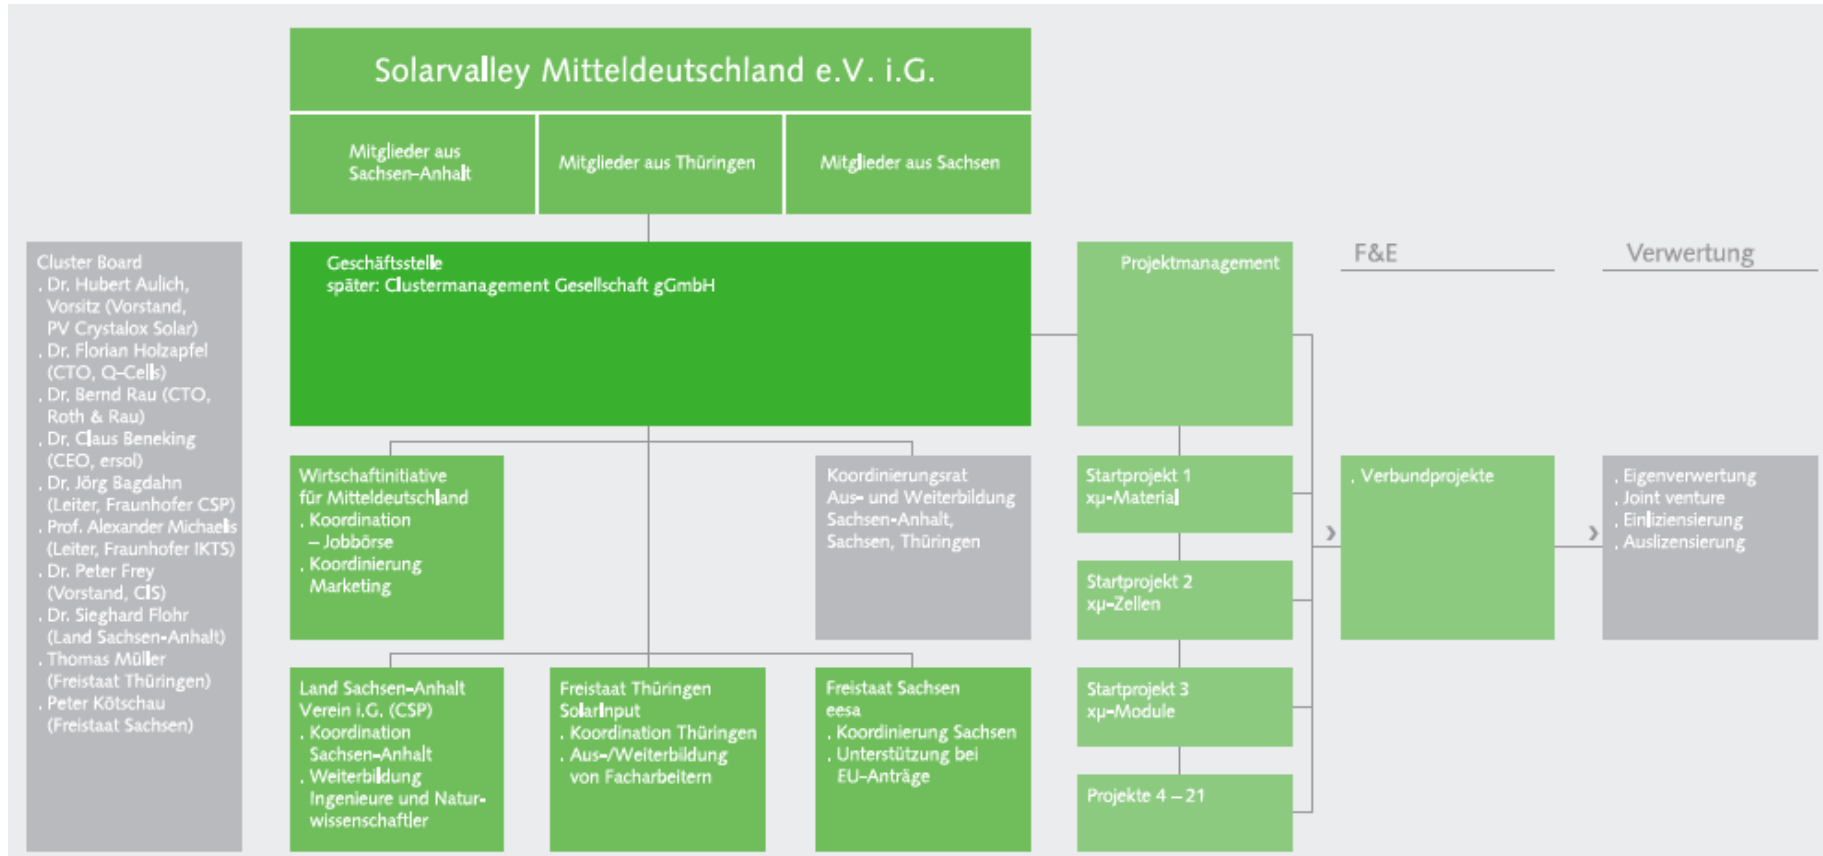 Solarvalley Mitteldeutschland e.V. i.G.
Mitglieder aus
Sachsen-Anhalt
Mitglieder aus Thüringen
Mitglieder aus Sachsen
Cluster Board
. Dr. Hubert Aulich,
Vorsitz (Vorstand,
PV Crystalox Solar)
. Dr. Florian Holzapfel
(CTO, Q-Cells)
. Dr. Bernd Rau (CTO,
Roth & Rau)
. Dr. Claus Beneking
(CEO, ersol)
. Dr. Jörg Bagdahn
(Leiter, Fraunhofer CSP)
. Prof. Alexander Michaelis
(Leiter, Fraunhofer IKTS)
. Dr. Peter Frey
(Vorstand, CiS)
. Dr. Sieghard Flohr
(Land Sachsen-Anhalt)
. Thomas Müller
(Freistaat Thüringen)
. Peter Kötschau
(Freistaat Sachsen)
Geschäftsstelle
später: Clustermanagement Gesellschaft gGmbH
Projektmanagement
F&E
Verwertung
Wirtschaftinitiative
für Mitteldeutschland
. Koordination
– Jobbörse
. Koordinierung
Marketing
Koordinierungsrat
Aus- und Weiterbildung
Sachsen-Anhalt,
Sachsen, Thüringen
Startprojekt 1
xµ-Material
Startprojekt 2
xµ-Zellen
. Verbundprojekte
. Eigenverwertung
. Joint venture
. Einliziensierung
. Auslizensierung
Land Sachsen-Anhalt
Verein i.G. (CSP)
. Koordination
Sachsen-Anhalt
. Weiterbildung
Ingenieure und Natur-
wissenschaftler
Freistaat Thüringen
SolarInput
. Koordination Thüringen
. Aus-/Weiterbildung
von Facharbeitern
Freistaat Sachsen
eesa
. Koordinierung Sachsen
. Unterstützung bei
EU-Anträge
Startprojekt 3
xµ-Module
Projekte 4 – 21